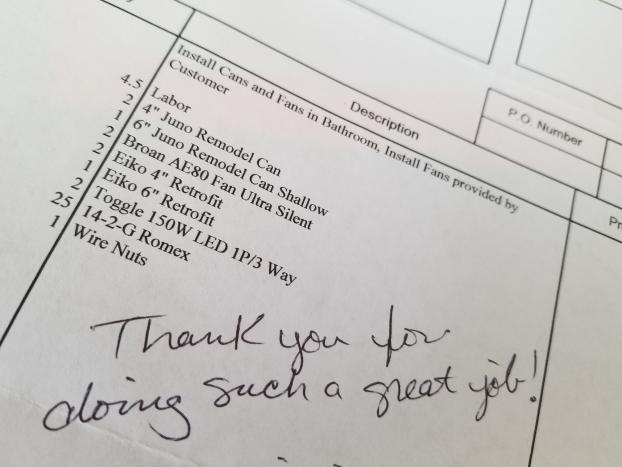 P.O. Number
Description
Install Cans and Fans in Bathroom, Install Fans provided by
Customer
4.5 Labor
2 4" Juno Remodel Can
1 6" Juno Remodel Can Shallow
2 Broan AE80 Fan Ultra Silent
2 Eiko 4" Retrofit
1 Eiko 6" Retrofit
2 Toggle 150W LED 1P/3 Way
25 14-2-G Romex
1 Wire Nuts
Thank you for
doing such a great job!